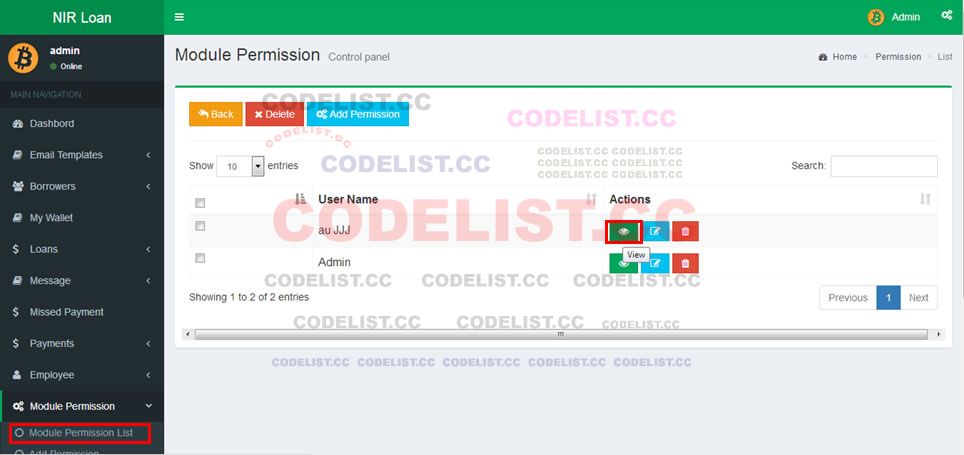 NIR Loan
Admin
admin
Online
Module Permission Control panel
Home > Permission > List
MAIN NAVIGATION
Dashbord
Email Templates
Borrowers
My Wallet
Loans
Message
Missed Payment
Payments
Employee
Module Permission
Module Permission List
Add Permission
Back
Delete
Add Permission
CODELIST.CC
CODELIST.CC
CODELIST.CC
CODELIST.CC
CODELIST.CC CODELIST.CC
CODELIST.CC CODELIST.CC
CODELIST.CC CODELIST.CC
Show 10 entries
Search:
User Name
Actions
CODELIST.CC
au JJJ
View
Admin
CODELIST.CC CODELIST.CC CODELIST.CC
Showing 1 to 2 of 2 entries
Previous 1 Next
CODELIST.CC CODELIST.CC CODELIST.CC
CODELIST.CC CODELIST.CC CODELIST.CC CODELIST.CC CODELIST.CC